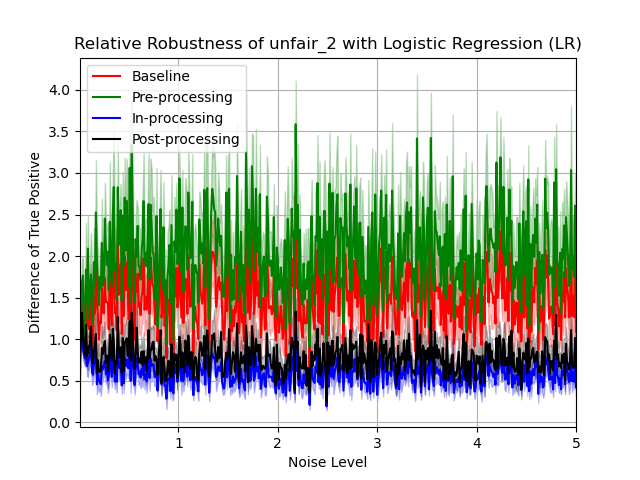 Relative Robustness of unfair_2 with Logistic Regression (LR)
Baseline
Pre-processing
In-processing
Post-processing
Difference of True Positive
4.0
3.5
3.0
2.5
2.0
1.5
1.0
0.5
0.0
1
2
3
4
5
Noise Level